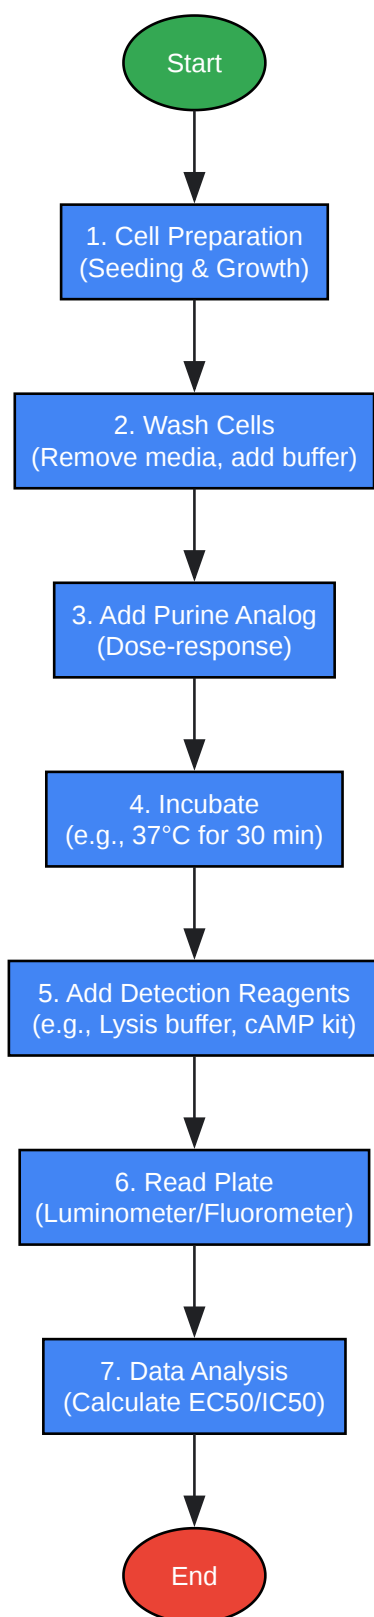 Start
1. Cell Preparation
(Seeding & Growth)
2. Wash Cells
(Remove media, add buffer)
3. Add Purine Analog
(Dose-response)
4. Incubate
(e.g., 37°C for 30 min)
5. Add Detection Reagents
(e.g., Lysis buffer, cAMP kit)
6. Read Plate
(Luminometer/Fluorometer)
7. Data Analysis
(Calculate EC50/IC50)
End